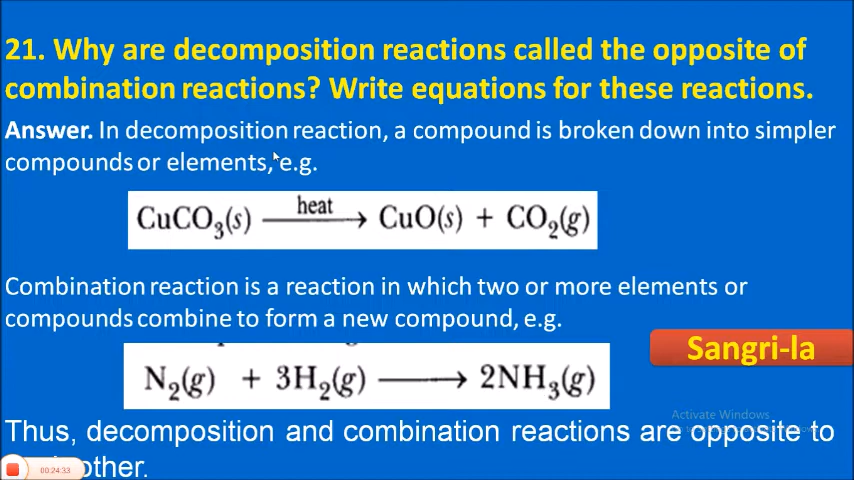 21. Why are decomposition reactions called the opposite of
combination reactions? Write equations for these reactions.
Answer. In decomposition reaction, a compound is broken down into simpler
compounds or elements, e.g.
heat
CuCO₃(s) ⟶ CuO(s) + CO₂(g)
Combination reaction is a reaction in which two or more elements or
compounds combine to form a new compound, e.g.
Sangri-la
N₂(g) + 3H₂(g) ⟶ 2NH₃(g)
Activate Windows
Thus, decomposition and combination reactions are opposite to
other.
00:24:33